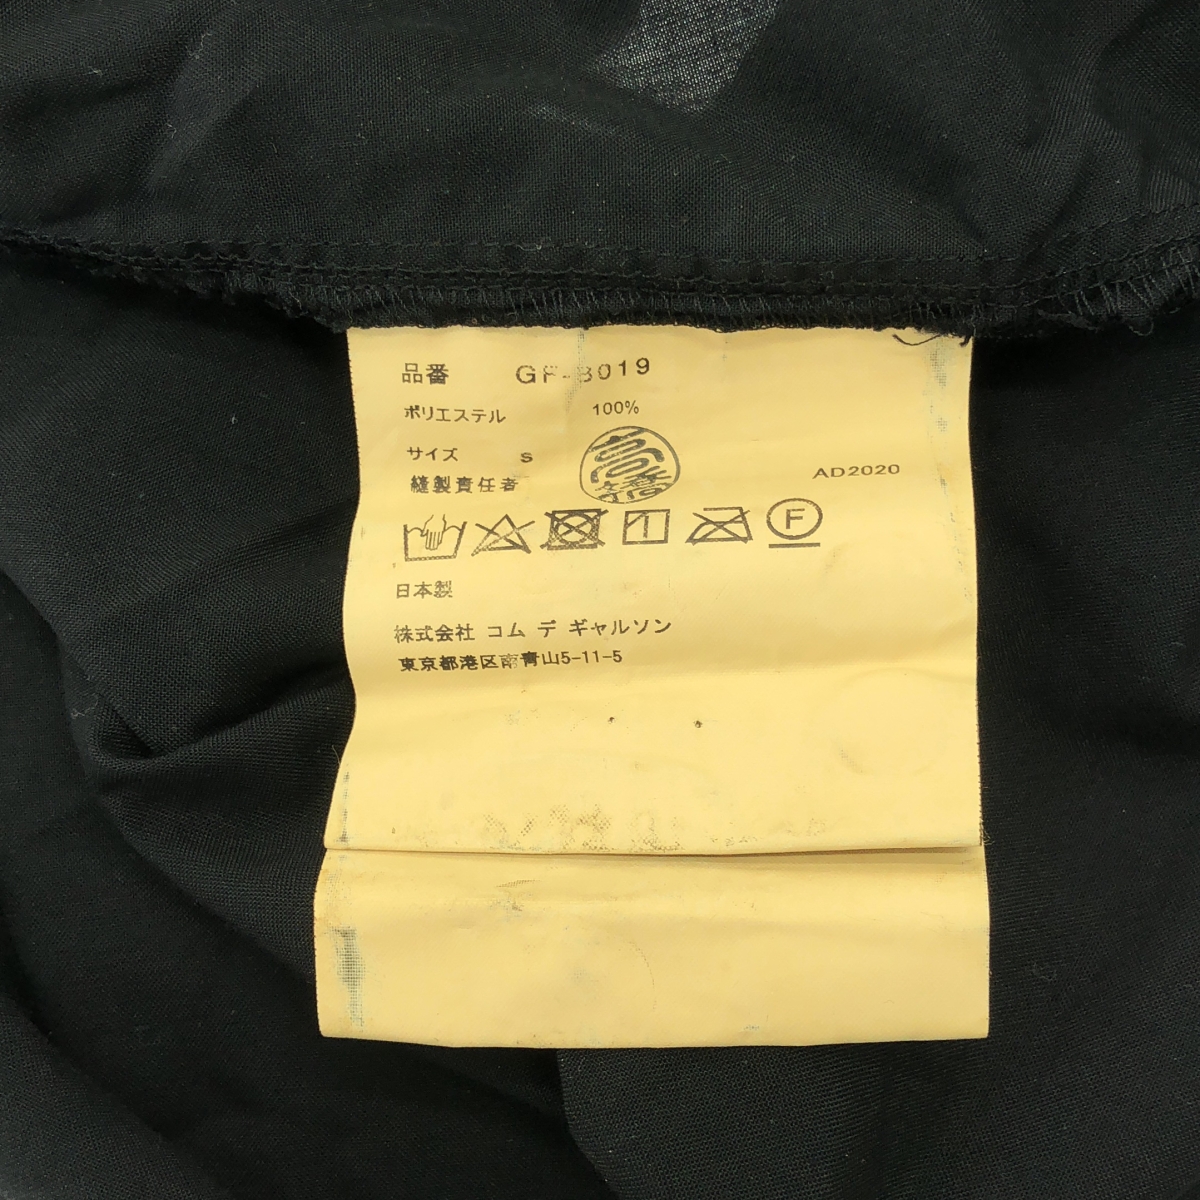 品番 GF-B019
ポリエステル 100%
サイズ S
縫製責任者
AD2020
F
日本製
株式会社 コム デ ギャルソン
東京都港区南青山5-11-5